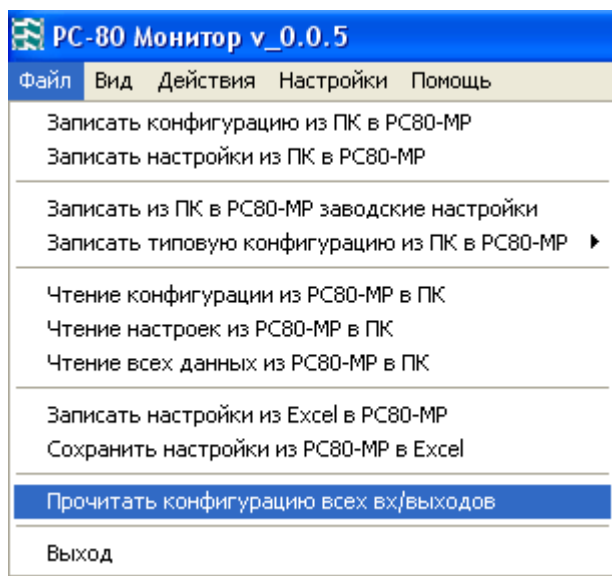 РС-80 Монитор v_0.0.5
Файл Вид Действия Настройки Помощь
Записать конфигурацию из ПК в РС80-МР
Записать настройки из ПК в РС80-МР
Записать из ПК в РС80-МР заводские настройки
Записать типовую конфигурацию из ПК в РС80-МР
Чтение конфигурации из РС80-МР в ПК
Чтение настроек из РС80-МР в ПК
Чтение всех данных из РС80-МР в ПК
Записать настройки из Excel в РС80-МР
Сохранить настройки из РС80-МР в Excel
Прочитать конфигурацию всех вх/выходов
Выход